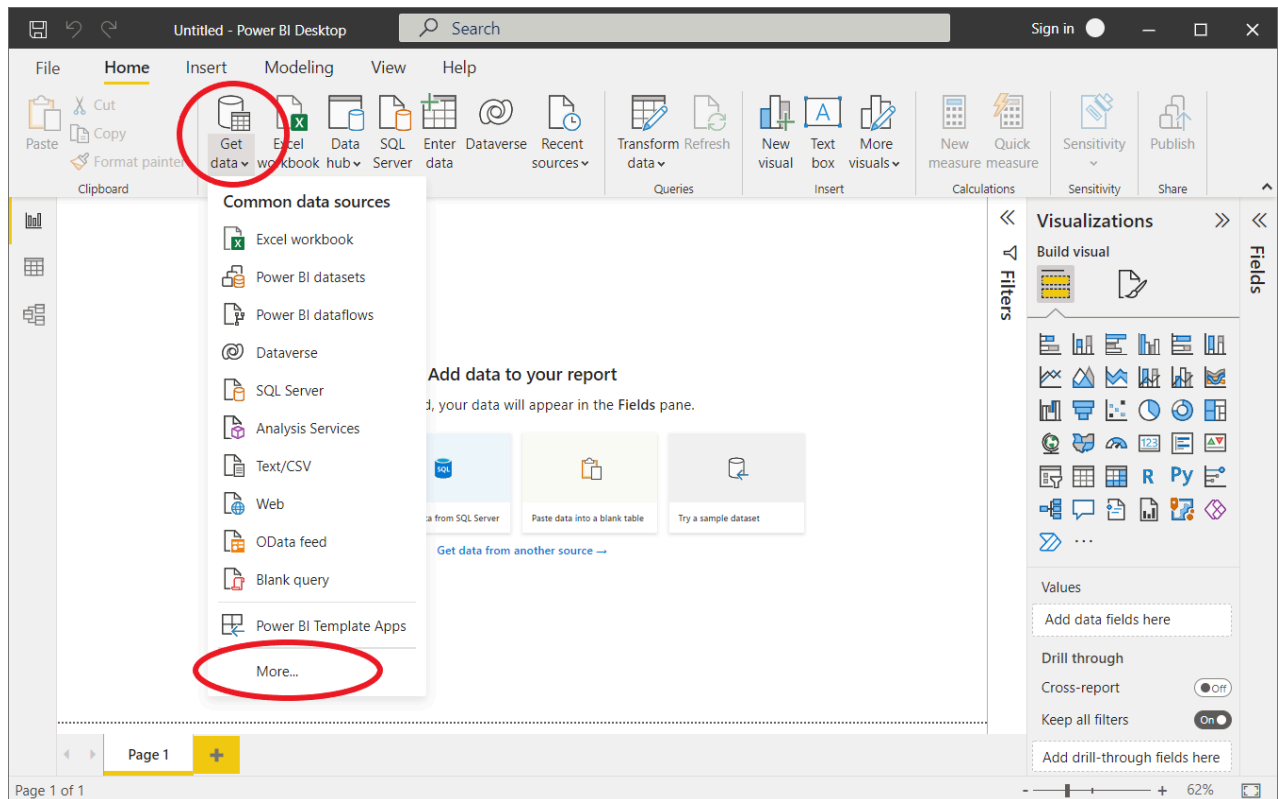 Untitled - Power BI Desktop
Search
Sign in
File Home Insert Modeling View Help
Paste
Cut
Copy
Format painter
Clipboard
Get data
Excel workbook
Data hub
SQL Server
Enter data
Dataverse
Recent sources
Transform data
Refresh
Queries
New visual
Text box
More visuals
Insert
New measure
Quick measure
Calculations
Sensitivity
Sensitivity
Publish
Share
Common data sources
Excel workbook
Power BI datasets
Power BI dataflows
Dataverse
SQL Server
Analysis Services
Text/CSV
Web
OData feed
Blank query
Power BI Template Apps
More...
Add data to your report
, your data will appear in the Fields pane.
SQL
from SQL Server
Paste data into a blank table
Try a sample dataset
Get data from another source →
Filters
Visualizations
Build visual
123
R
Py
...
Values
Add data fields here
Drill through
Cross-report
Off
Keep all filters
On
Add drill-through fields here
Fields
Page 1
+
Page 1 of 1
- + 62%